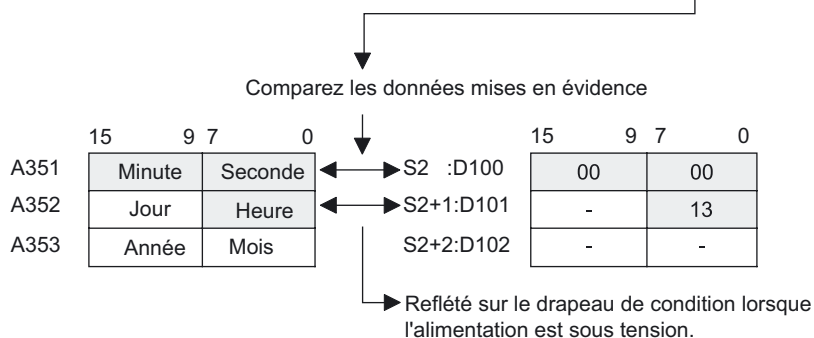 Comparez les données mises en évidence
15 9 7 0 15 9 7 0
A351 Minute Seconde S2 :D100 00 00
A352 Jour Heure S2+1:D101 - 13
A353 Année Mois S2+2:D102 - -
Reflété sur le drapeau de condition lorsque
l'alimentation est sous tension.